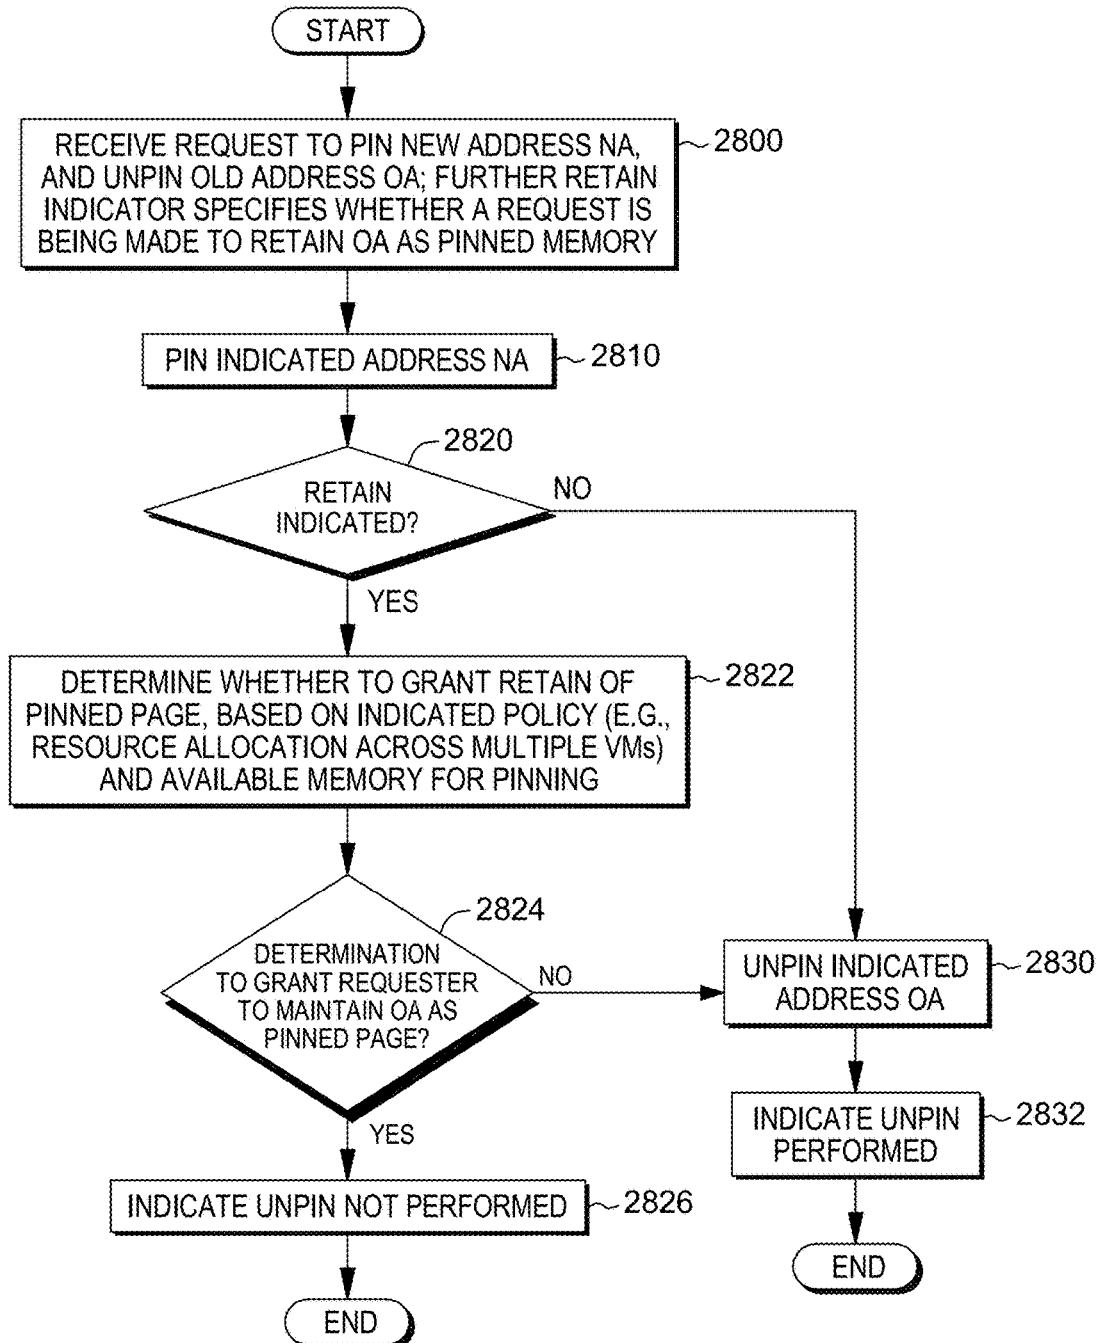 START
RECEIVE REQUEST TO PIN NEW ADDRESS NA,
AND UNPIN OLD ADDRESS OA; FURTHER RETAIN
INDICATOR SPECIFIES WHETHER A REQUEST IS
BEING MADE TO RETAIN OA AS PINNED MEMORY
2800
PIN INDICATED ADDRESS NA
2810
2820
RETAIN
INDICATED?
NO
YES
DETERMINE WHETHER TO GRANT RETAIN OF
PINNED PAGE, BASED ON INDICATED POLICY (E.G.,
RESOURCE ALLOCATION ACROSS MULTIPLE VMs)
AND AVAILABLE MEMORY FOR PINNING
2822
2824
DETERMINATION
TO GRANT REQUESTER
TO MAINTAIN OA AS
PINNED PAGE?
NO
YES
UNPIN INDICATED
ADDRESS OA
2830
INDICATE UNPIN
PERFORMED
2832
INDICATE UNPIN NOT PERFORMED
2826
END
END